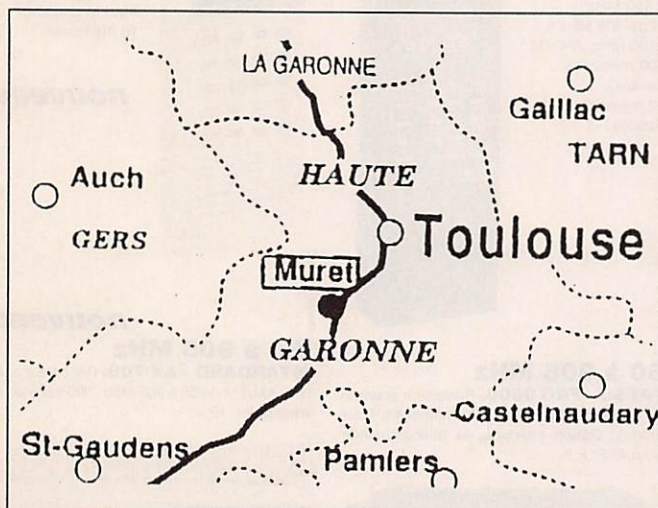 LA GARONNE
Gaillac
TARN
HAUTE
Auch
GERS
Toulouse
Muret
GARONNE
Castelnaudary
St-Gaudens
Pamiers